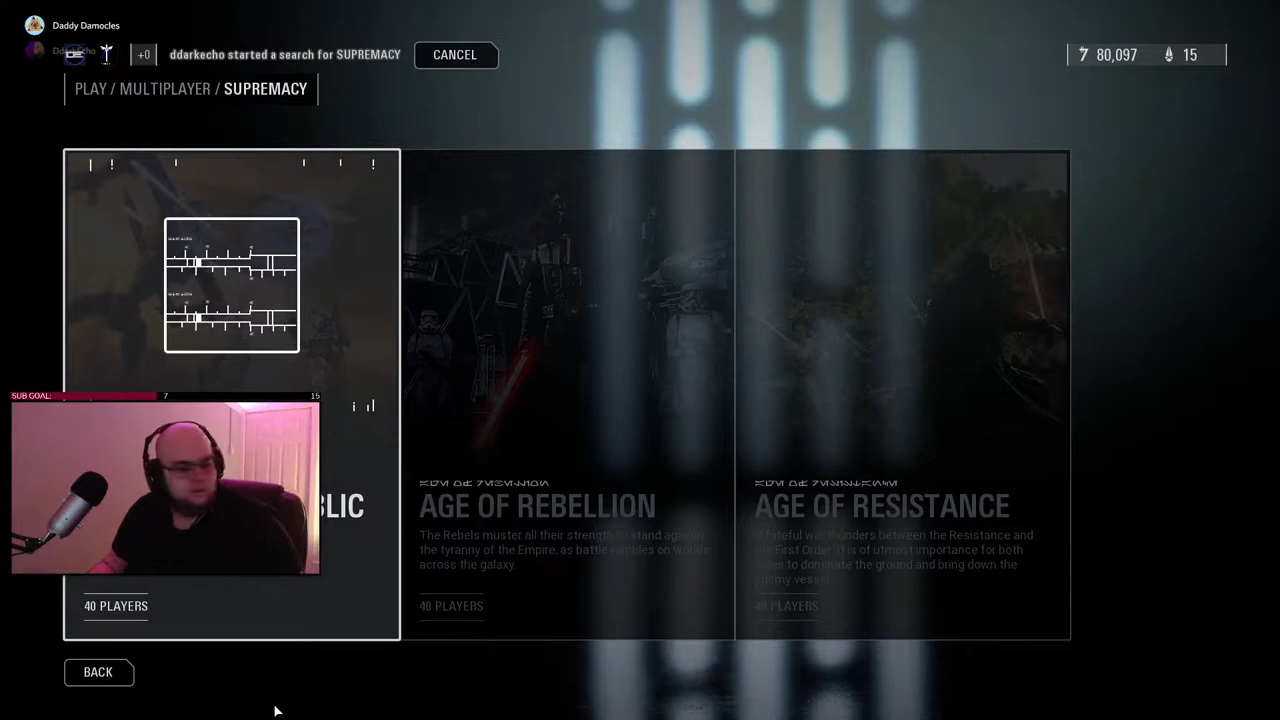 Daddy Damocles
+0 ddarkecho started a search for SUPREMACY CANCEL
7 80,097 15
PLAY / MULTIPLAYER / SUPREMACY
SUB GOAL: 7 15
BLIC
AGE OF REBELLION
The Rebels muster all their strength to stand against
the tyranny of the Empire, as battle rumbles on worlds
across the galaxy.
AGE OF RESISTANCE
A fateful war thunders between the Resistance and
the First Order. It is of utmost importance for both
sides to dominate the ground and bring down the
enemy vessel.
40 PLAYERS
40 PLAYERS
40 PLAYERS
BACK